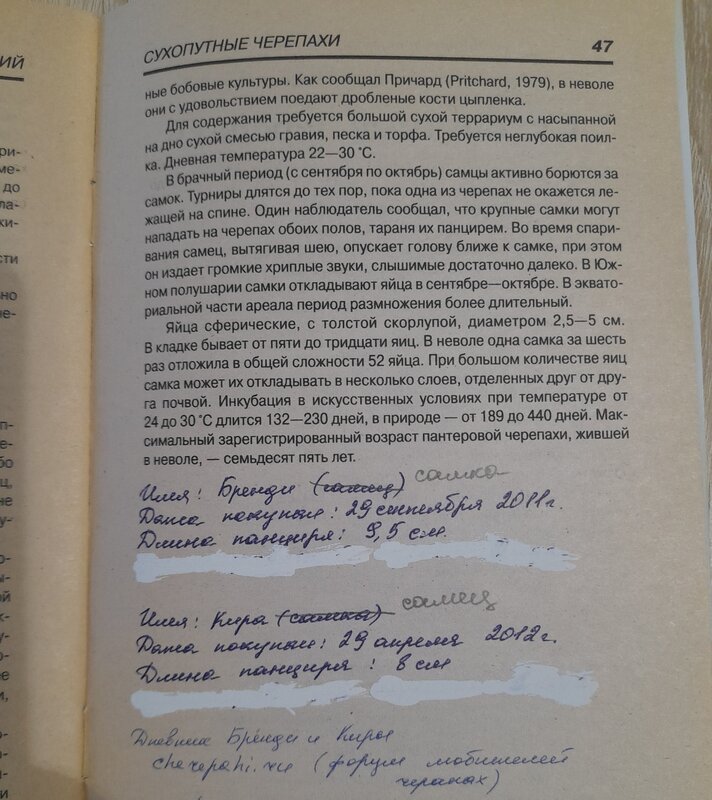 СУХОПУТНЫЕ ЧЕРЕПАХИ 47
ные бобовые культуры. Как сообщал Причард (Pritchard, 1979), в неволе
они с удовольствием поедают дробленые кости цыпленка.
Для содержания требуется большой сухой террариум с насыпанной
на дно сухой смесью гравия, песка и торфа. Требуется неглубокая поил-
ка. Дневная температура 22—30 °С.
В брачный период (с сентября по октябрь) самцы активно борются за
самок. Турниры длятся до тех пор, пока одна из черепах не окажется ле-
жащей на спине. Один наблюдатель сообщал, что крупные самки могут
нападать на черепах обоих полов, тараня их панцирем. Во время спари-
вания самец, вытягивая шею, опускает голову ближе к самке, при этом
он издает громкие хриплые звуки, слышимые достаточно далеко. В Юж-
ном полушарии самки откладывают яйца в сентябре—октябре. В эквато-
риальной части ареала период размножения более длительный.
Яйца сферические, с толстой скорлупой, диаметром 2,5—5 см.
В кладке бывает от пяти до тридцати яиц. В неволе одна самка за шесть
раз отложила в общей сложности 52 яйца. При большом количестве яиц
самка может их откладывать в несколько слоев, отделенных друг от дру-
га почвой. Инкубация в искусственных условиях при температуре от
24 до 30 °С длится 132—230 дней, в природе — от 189 до 440 дней. Мак-
симальный зарегистрированный возраст пантеровой черепахи, жившей
в неволе, — семьдесят пять лет.
Имя: Бренди (самец) самка
Дата покупки: 29 сентября 2011г.
Длина панциря: 9,5 см.
Имя: Кира (самка) самец
Дата покупки: 29 апреля 2012г.
Длина панциря: 8 см
Дневник Бренди и Киры
(форум любителей
черепах)